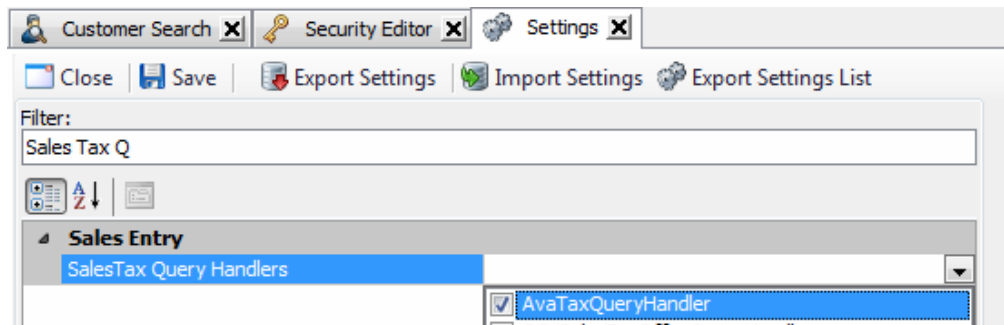 Customer Search X Security Editor X Settings X
Close Save Export Settings Import Settings Export Settings List
Filter:
Sales Tax Q
Sales Entry
SalesTax Query Handlers
AvaTaxQueryHandler